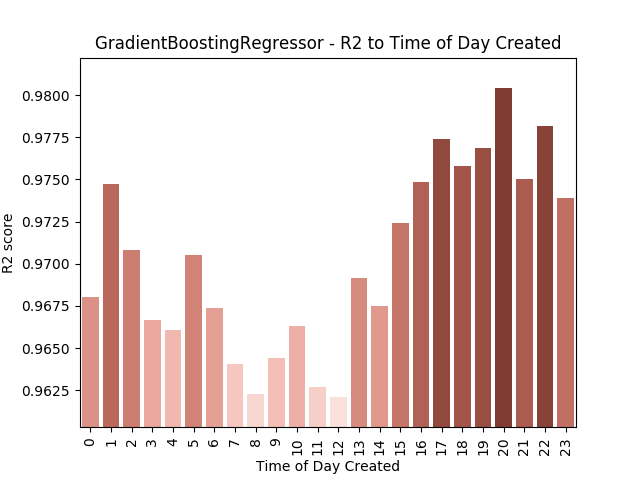 GradientBoostingRegressor - R2 to Time of Day Created
0.9800
0.9775
0.9750
0.9725
0.9700
0.9675
0.9650
0.9625
R2 score
0 1 2 3 4 5 6 7 8 9 10 11 12 13 14 15 16 17 18 19 20 21 22 23
Time of Day Created